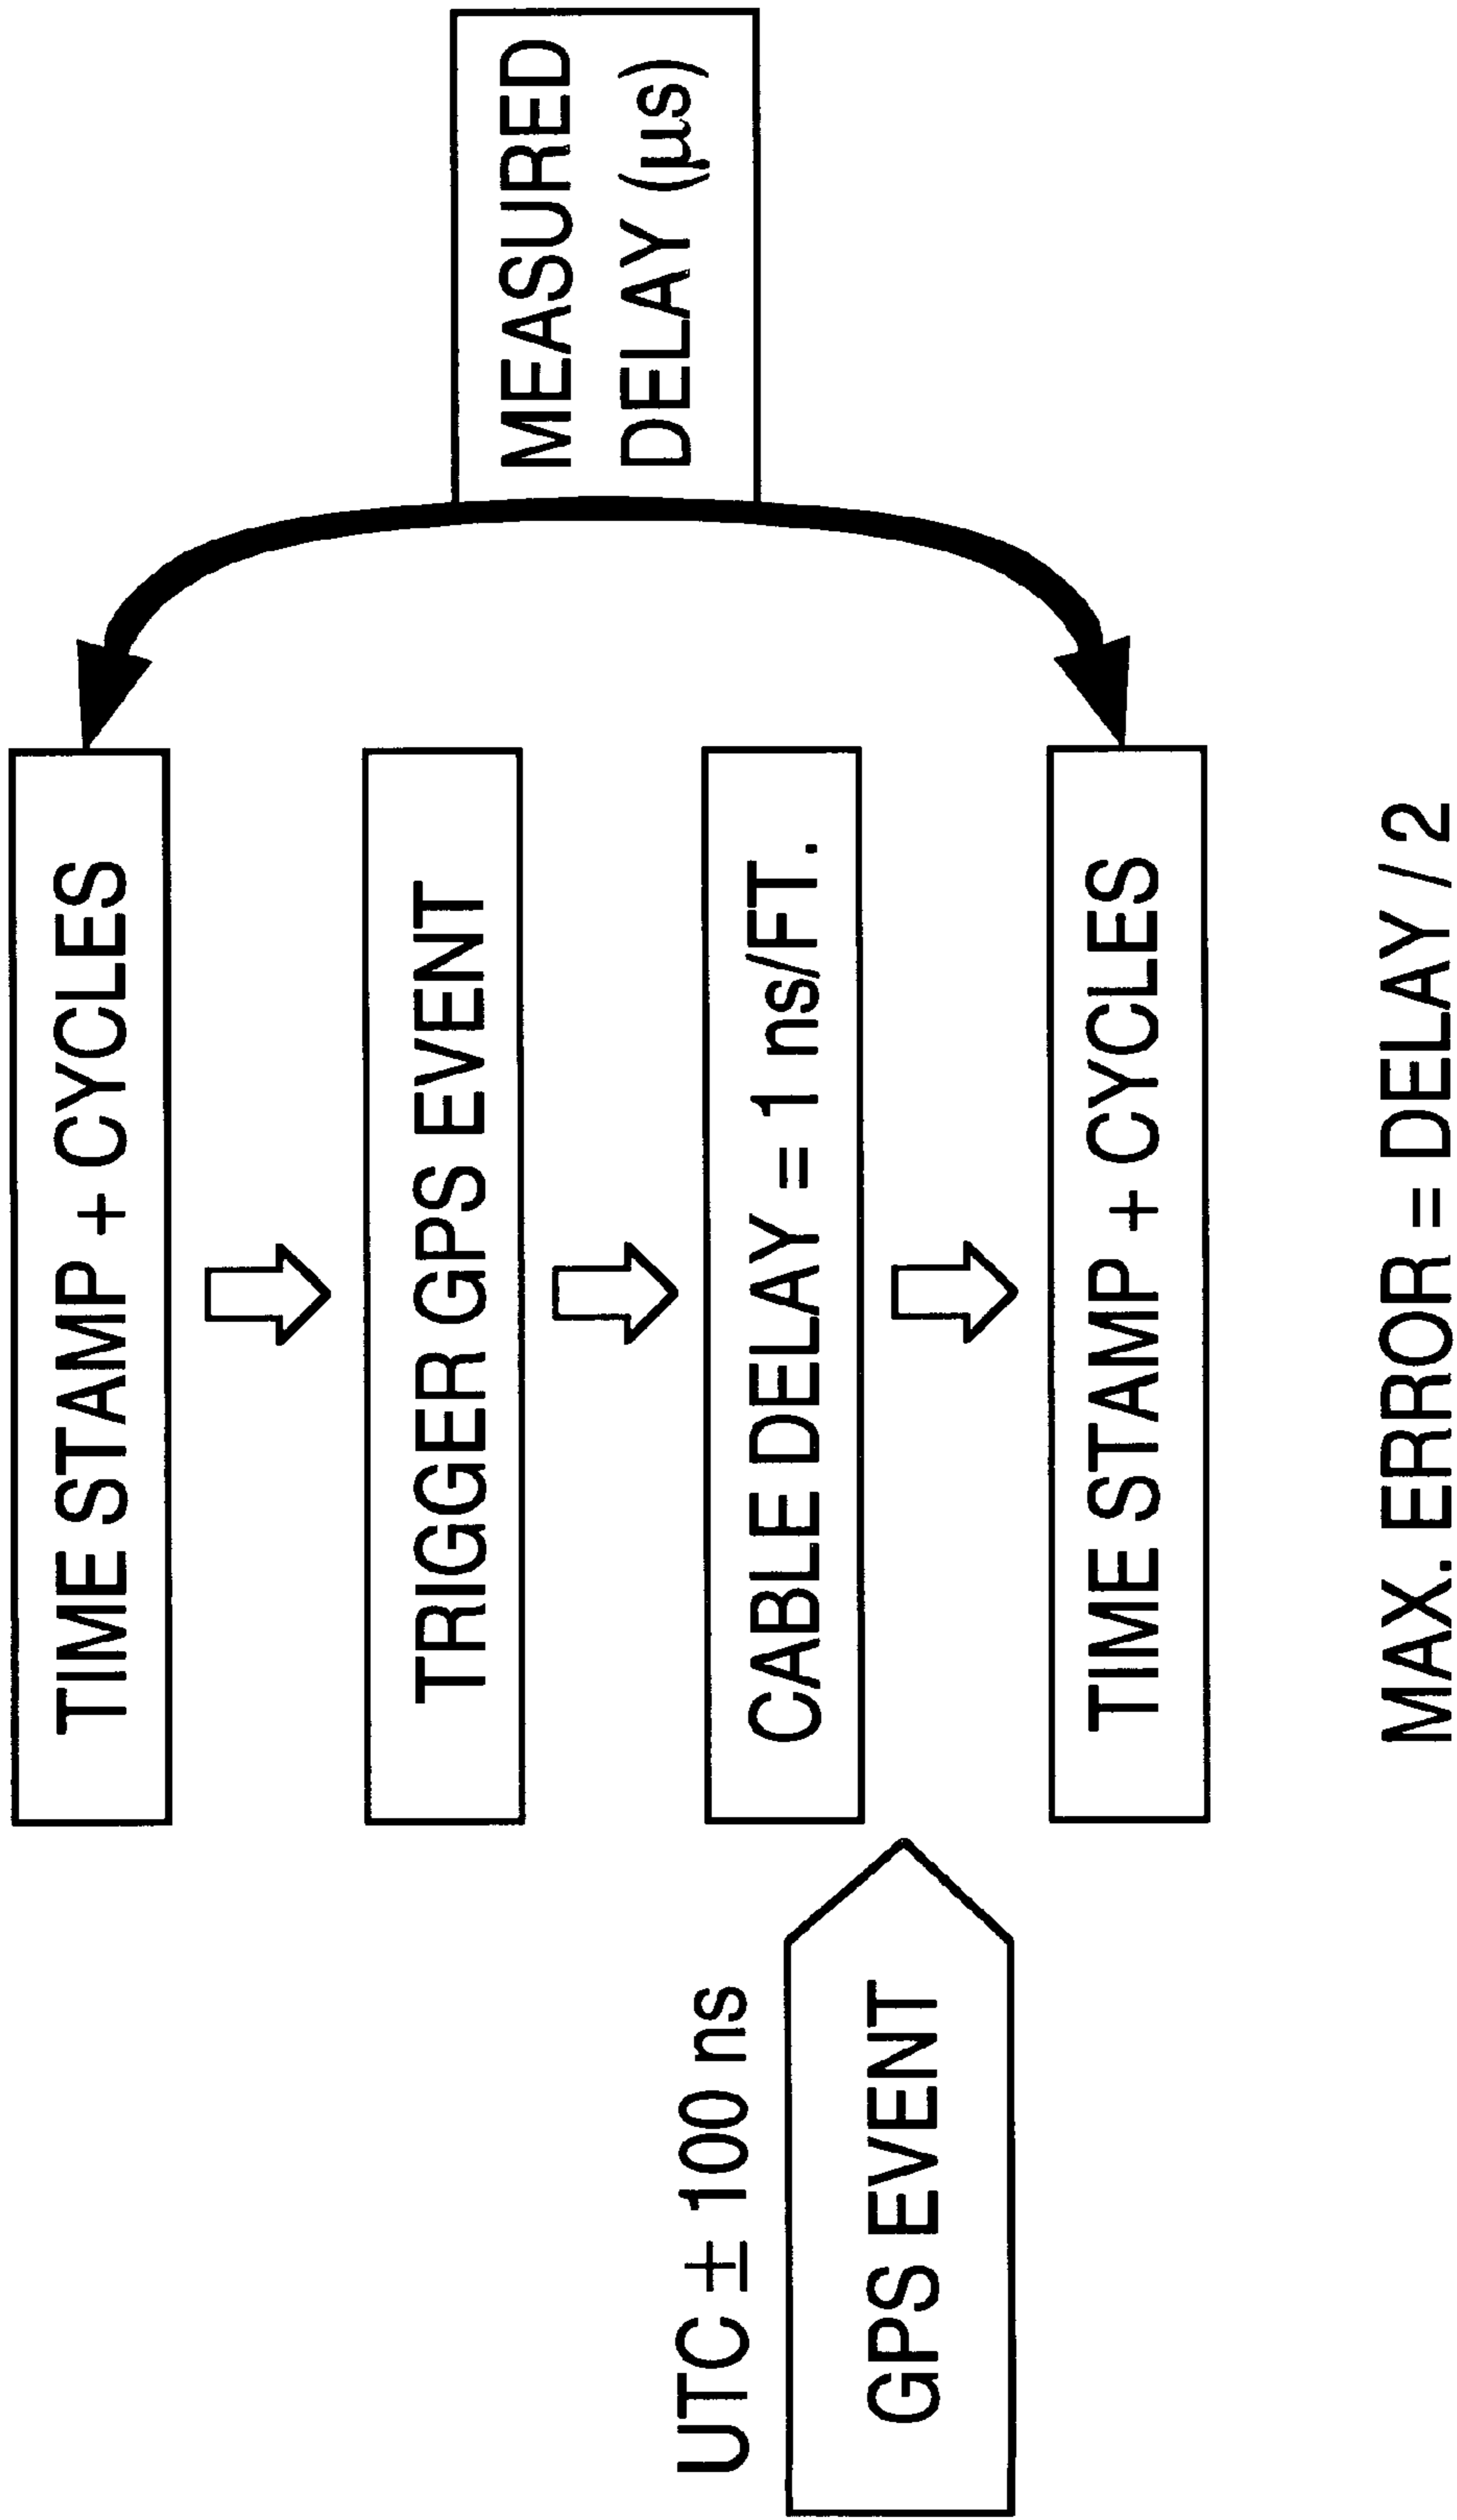 TIME STAMP + CYCLES
TRIGGER GPS EVENT
CABLE DELAY = 1 ns/FT.
TIME STAMP + CYCLES
MEASURED
DELAY (µs)
UTC ± 100 ns
GPS EVENT
MAX. ERROR = DELAY / 2